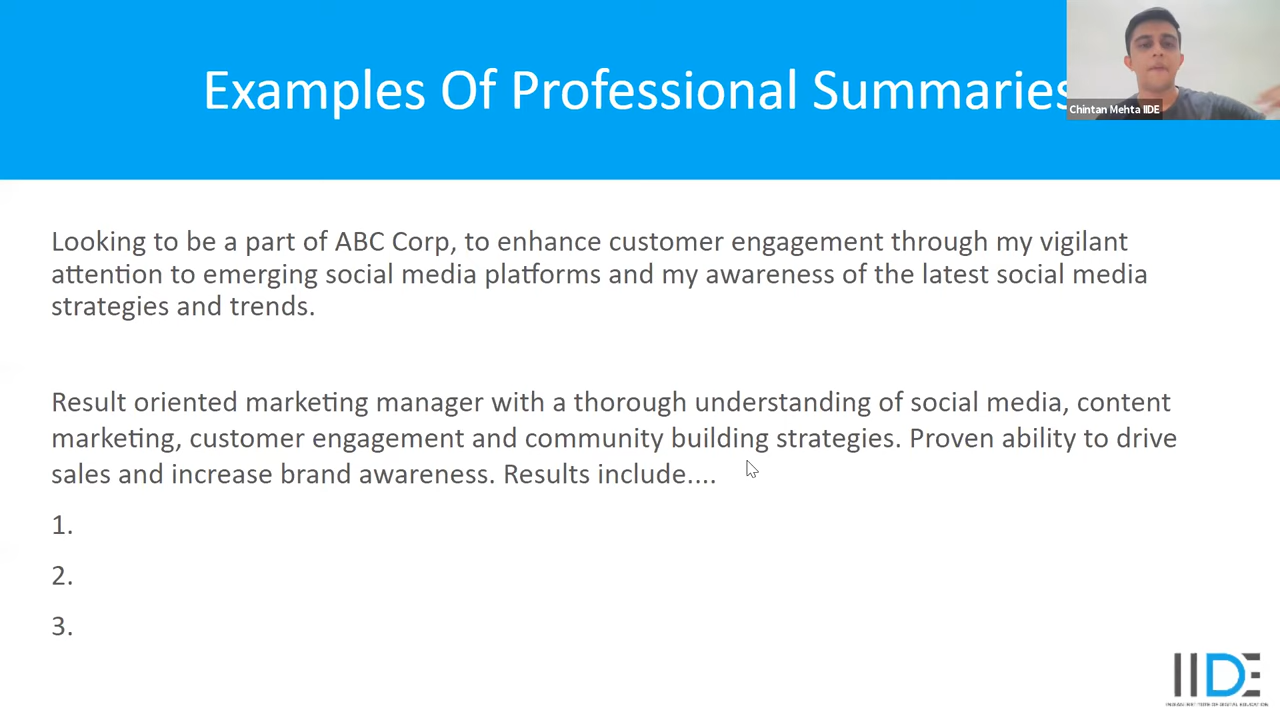 Examples Of Professional Summaries
Chintan Mehta IIDE
Looking to be a part of ABC Corp, to enhance customer engagement through my vigilant
attention to emerging social media platforms and my awareness of the latest social media
strategies and trends.
Result oriented marketing manager with a thorough understanding of social media, content
marketing, customer engagement and community building strategies. Proven ability to drive
sales and increase brand awareness. Results include....
1.
2.
3.
IIDE